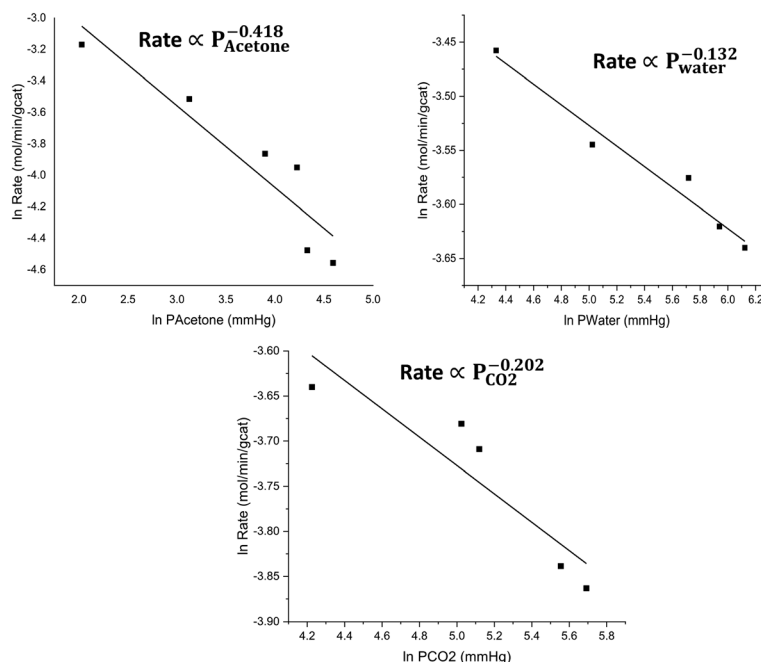 -3.0
-3.2
-3.4
-3.6
-3.8
-4.0
-4.2
-4.4
-4.6
ln Rate (mol/min/gcat)
Rate ∝ P_Acetone^−0.418
2.0 2.5 3.1 3.5 4.0 4.5 5.0
ln PAcetone (mmHg)
-3.45
-3.50
-3.55
-3.60
-3.65
ln Rate (mol/min/gcat)
Rate ∝ P_water^−0.132
4.2 4.4 4.6 4.8 5.0 5.2 5.4 5.6 5.8 6.0 6.2
ln PWater (mmHg)
-3.60
-3.65
-3.70
-3.75
-3.80
-3.85
-3.90
ln Rate (mol/min/gcat)
Rate ∝ P_CO2^−0.202
4.2 4.4 4.6 4.8 5.0 5.2 5.4 5.6 5.8
ln PCO2 (mmHg)